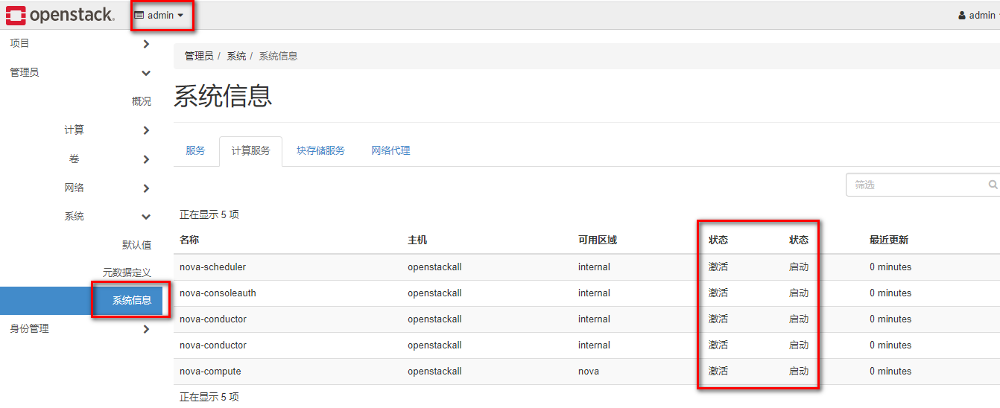 openstack. admin admin
项目
管理员
概况
计算
卷
网络
系统
默认值
元数据定义
系统信息
身份管理
管理员 / 系统 / 系统信息
系统信息
服务 计算服务 块存储服务 网络代理
筛选
正在显示 5 项
名称 主机 可用区域 状态 状态 最近更新
nova-scheduler openstackall internal 激活 启动 0 minutes
nova-consoleauth openstackall internal 激活 启动 0 minutes
nova-conductor openstackall internal 激活 启动 0 minutes
nova-conductor openstackall internal 激活 启动 0 minutes
nova-compute openstackall nova 激活 启动 0 minutes
正在显示 5 项